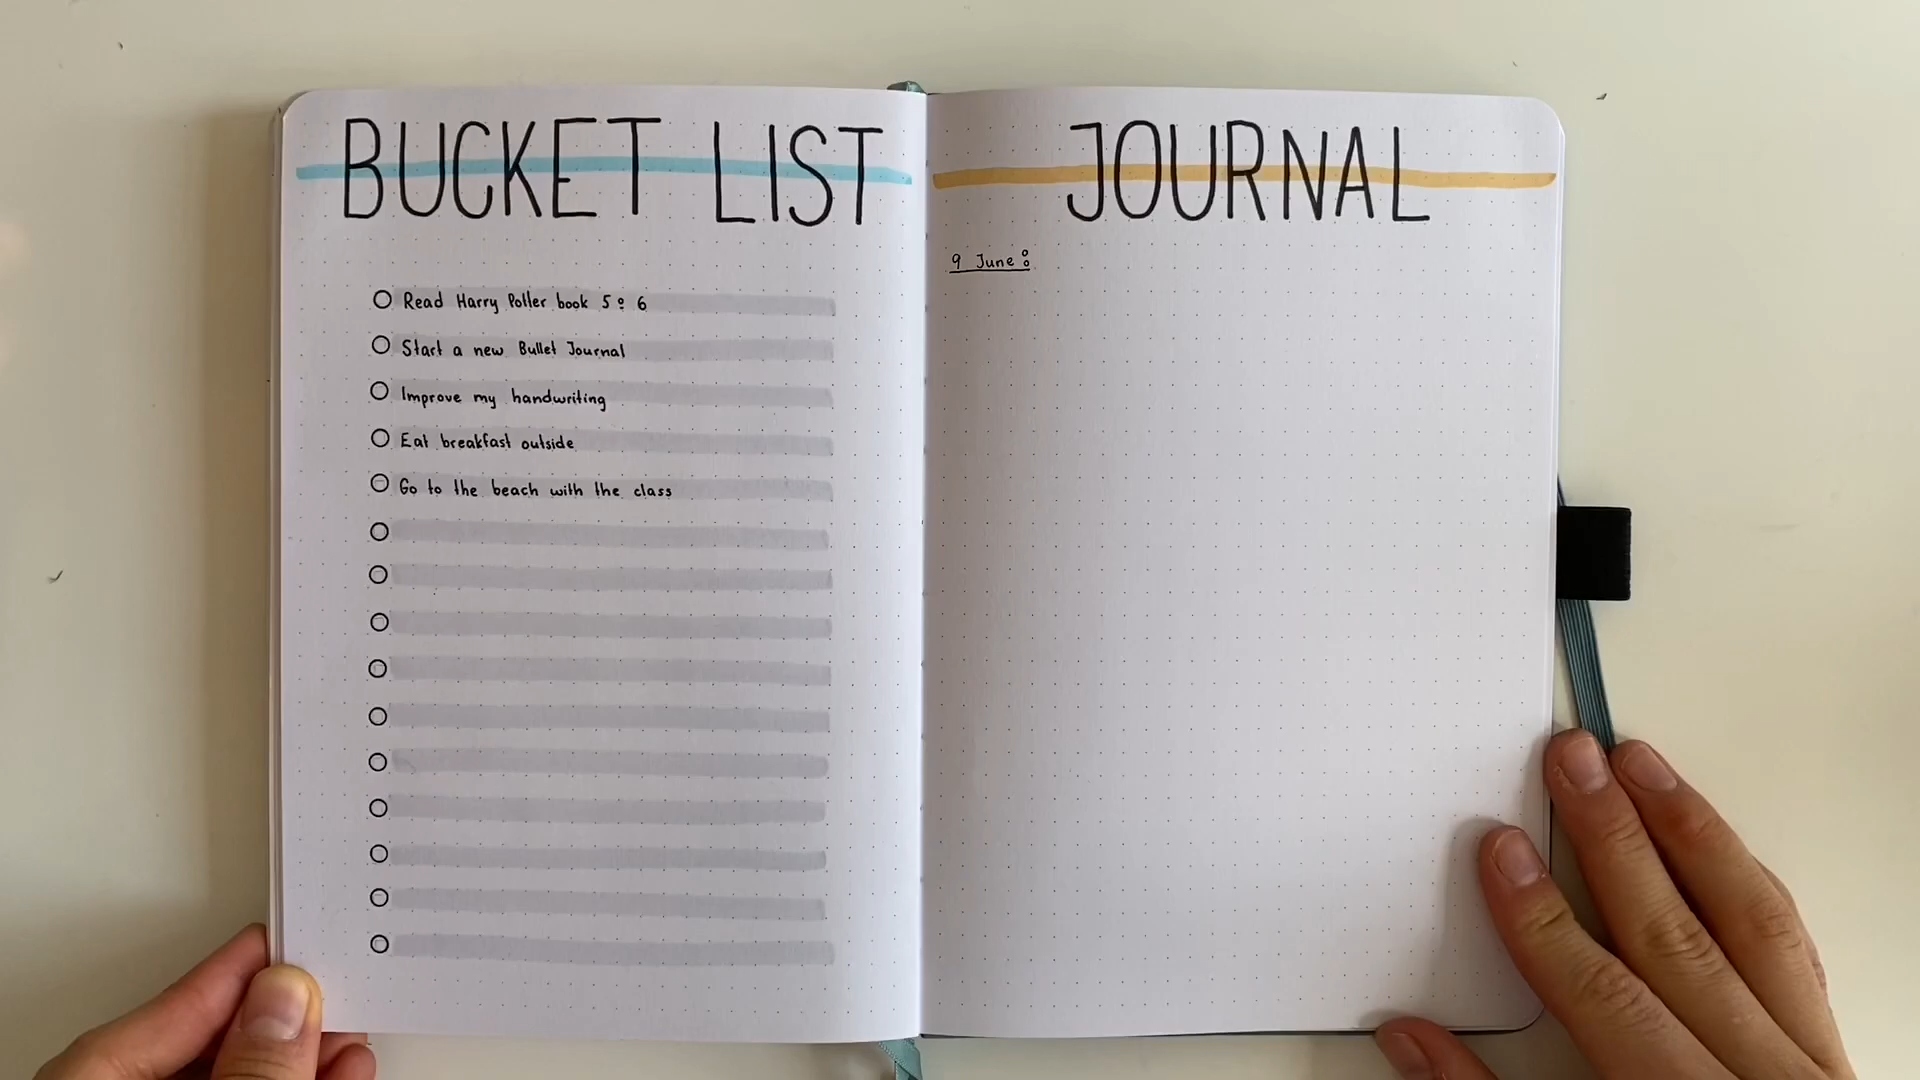 BUCKET LIST
Read Harry Potter book 5 & 6
Start a new Bullet Journal
Improve my handwriting
Eat breakfast outside
Go to the beach with the class
JOURNAL
9 June: